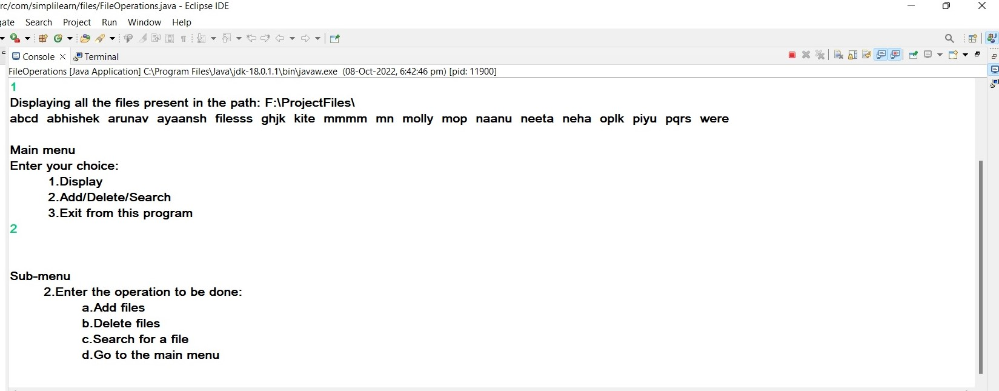 rc/com/simplilearn/files/FileOperations.java - Eclipse IDE
gate Search Project Run Window Help
Console Terminal
FileOperations [Java Application] C:\Program Files\Java\jdk-18.0.1.1\bin\javaw.exe (08-Oct-2022, 6:42:46 pm) [pid: 11900]
1
Displaying all the files present in the path: F:\ProjectFiles\
abcd abhishek arunav ayaansh filesss ghjk kite mmmm mn molly mop naanu neeta neha oplk piyu pqrs were
Main menu
Enter your choice:
1.Display
2.Add/Delete/Search
3.Exit from this program
2
Sub-menu
2.Enter the operation to be done:
a.Add files
b.Delete files
c.Search for a file
d.Go to the main menu